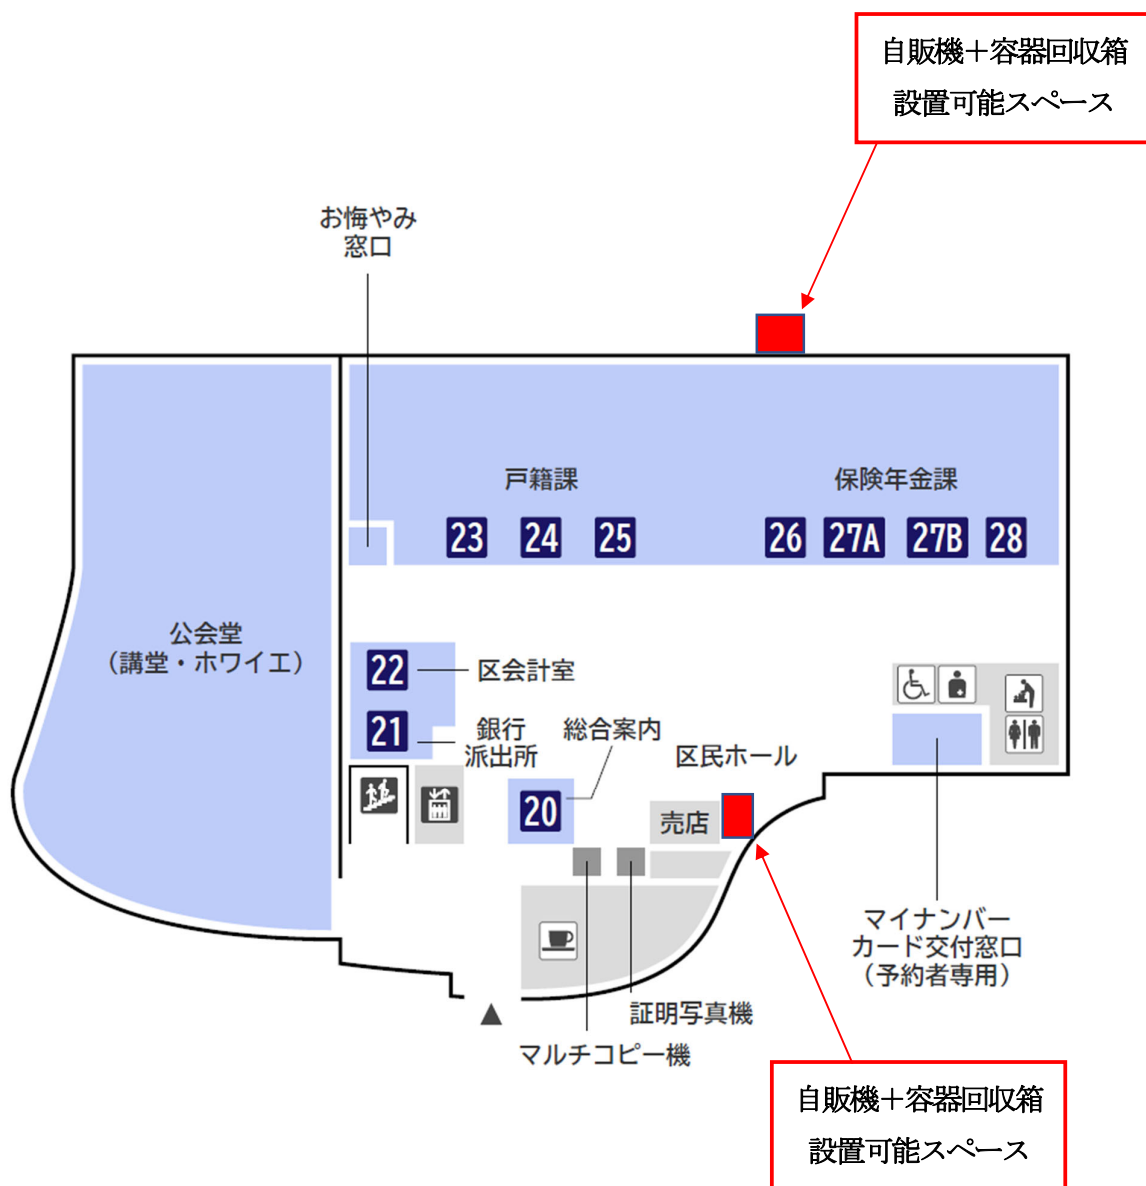 自販機＋容器回収箱
設置可能スペース
お悔やみ
窓口
戸籍課
保険年金課
23
24
25
26
27A
27B
28
公会堂
（講堂・ホワイエ）
22
区会計室
21
銀行
派出所
総合案内
区民ホール
20
売店
マイナンバー
カード交付窓口
（予約者専用）
証明写真機
マルチコピー機
自販機＋容器回収箱
設置可能スペース